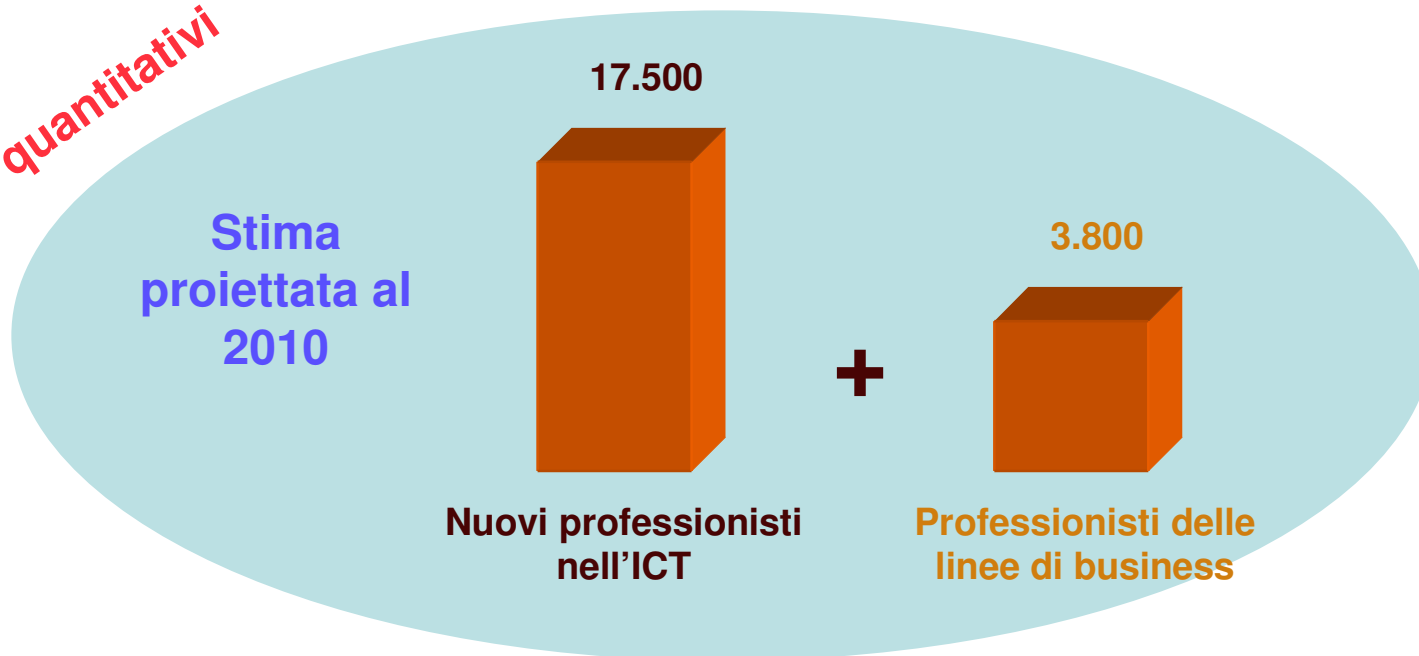 quantitativi
17.500
Stima
proiettata al
2010
3.800
+
Nuovi professionisti
nell’ICT
Professionisti delle
linee di business